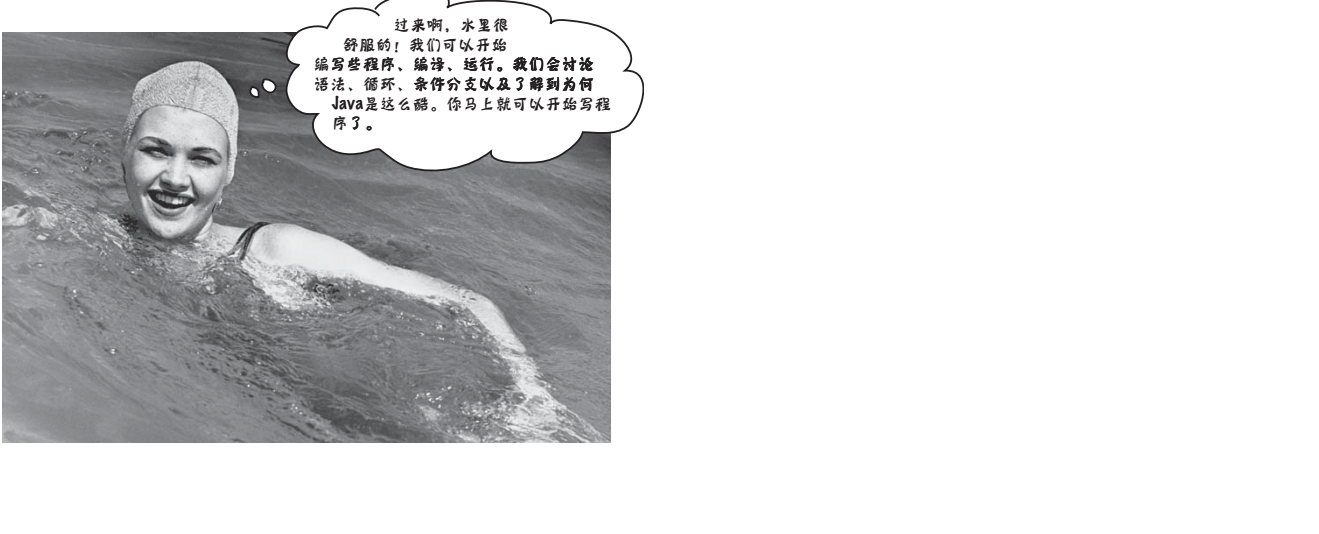 过来啊，水里很
舒服的！我们可以开始
编写些程序、编译、运行。我们会讨论
语法、循环、条件分支以及了解到为何
Java是这么酷。你马上就可以开始写程
序了。